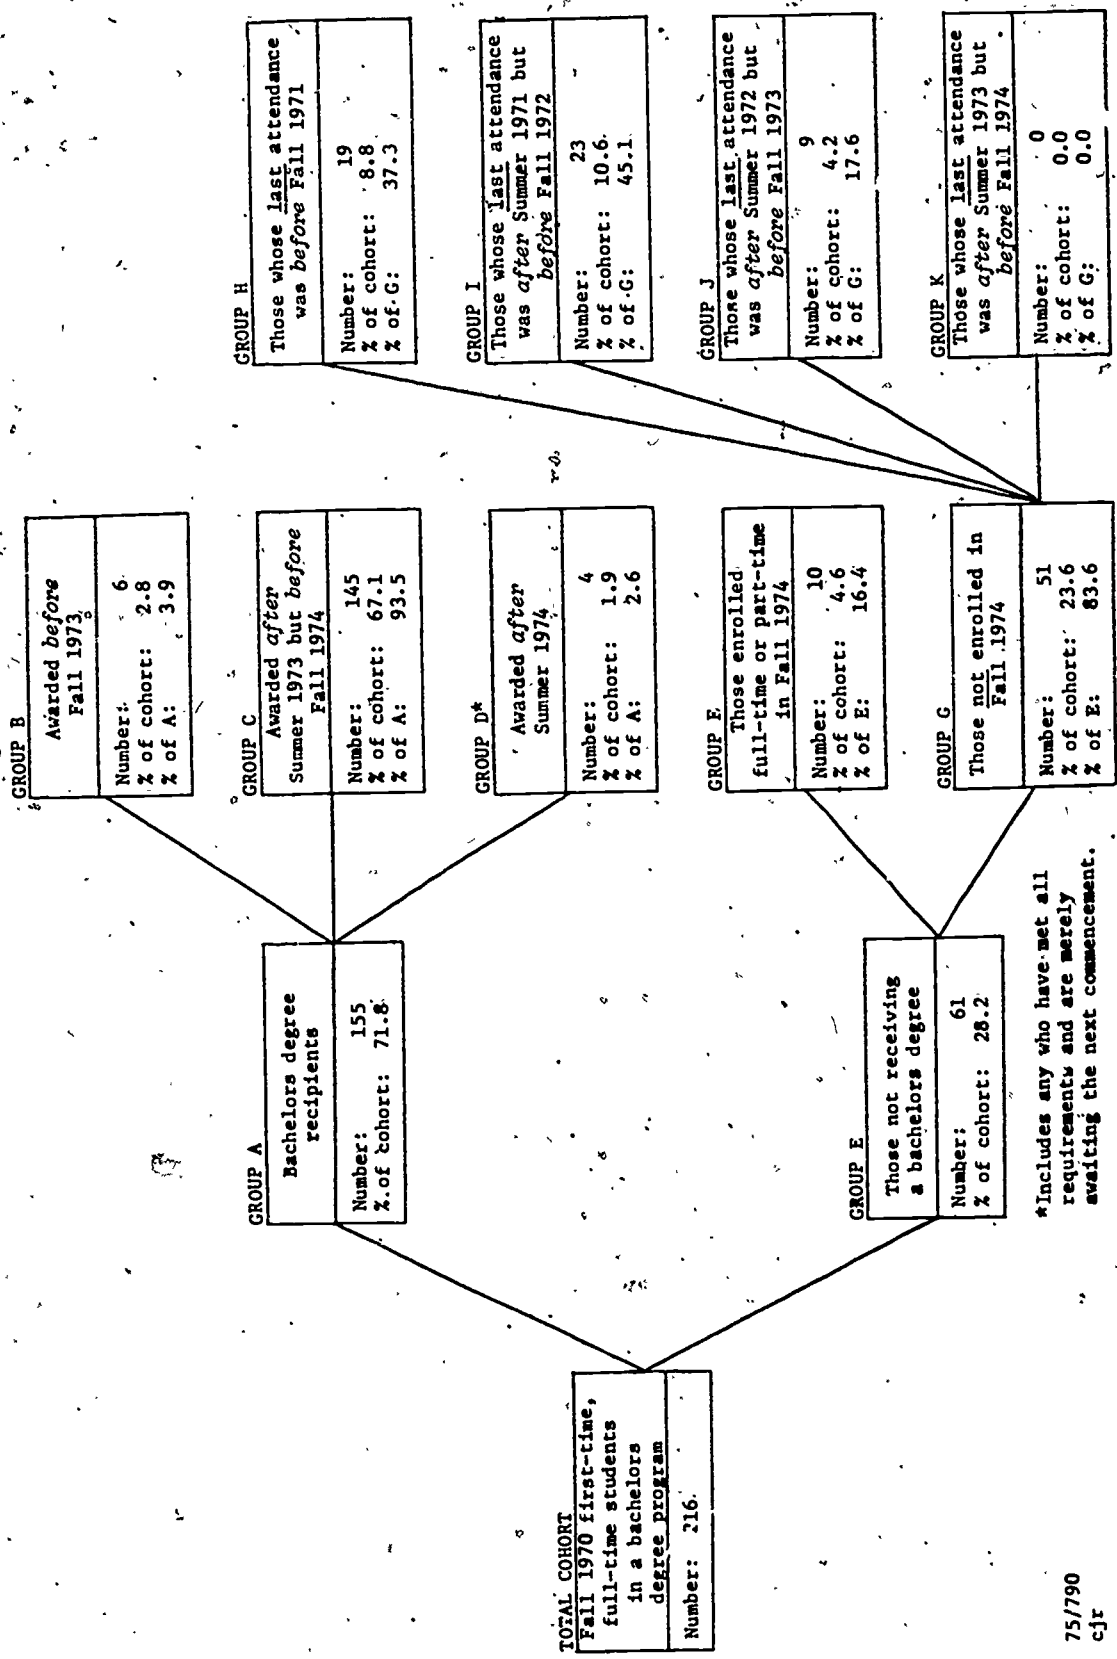 TOTAL COHORT
Fall 1970 first-time,
full-time students
in a bachelors
degree program
Number: 216
GROUP A
Bachelors degree
recipients
Number: 155
% of cohort: 71.8
GROUP E
Those not receiving
a bachelors degree
Number: 61
% of cohort: 28.2
GROUP B
Awarded before
Fall 1973
Number: 6
% of cohort: 2.8
% of A: 3.9
GROUP C
Awarded after
Summer 1973 but before
Fall 1974
Number: 145
% of cohort: 67.1
% of A: 93.5
GROUP D*
Awarded after
Summer 1974
Number: 4
% of cohort: 1.9
% of A: 2.6
GROUP F
Those enrolled
full-time or part-time
in Fall 1974
Number: 10
% of cohort: 4.6
% of E: 16.4
GROUP G
Those not enrolled in
Fall 1974
Number: 51
% of cohort: 23.6
% of E: 83.6
GROUP H
Those whose last attendance
was before Fall 1971
Number: 19
% of cohort: 8.8
% of G: 37.3
GROUP I
Those whose last attendance
was after Summer 1971 but
before Fall 1972
Number: 23
% of cohort: 10.6
% of G: 45.1
GROUP J
Those whose last attendance
was after Summer 1972 but
before Fall 1973
Number: 9
% of cohort: 4.2
% of G: 17.6
GROUP K
Those whose last attendance
was after Summer 1973 but
before Fall 1974
Number: 0
% of cohort: 0.0
% of G: 0.0
*Includes any who have met all
requirements and are merely
awaiting the next commencement.
75/790
cjr